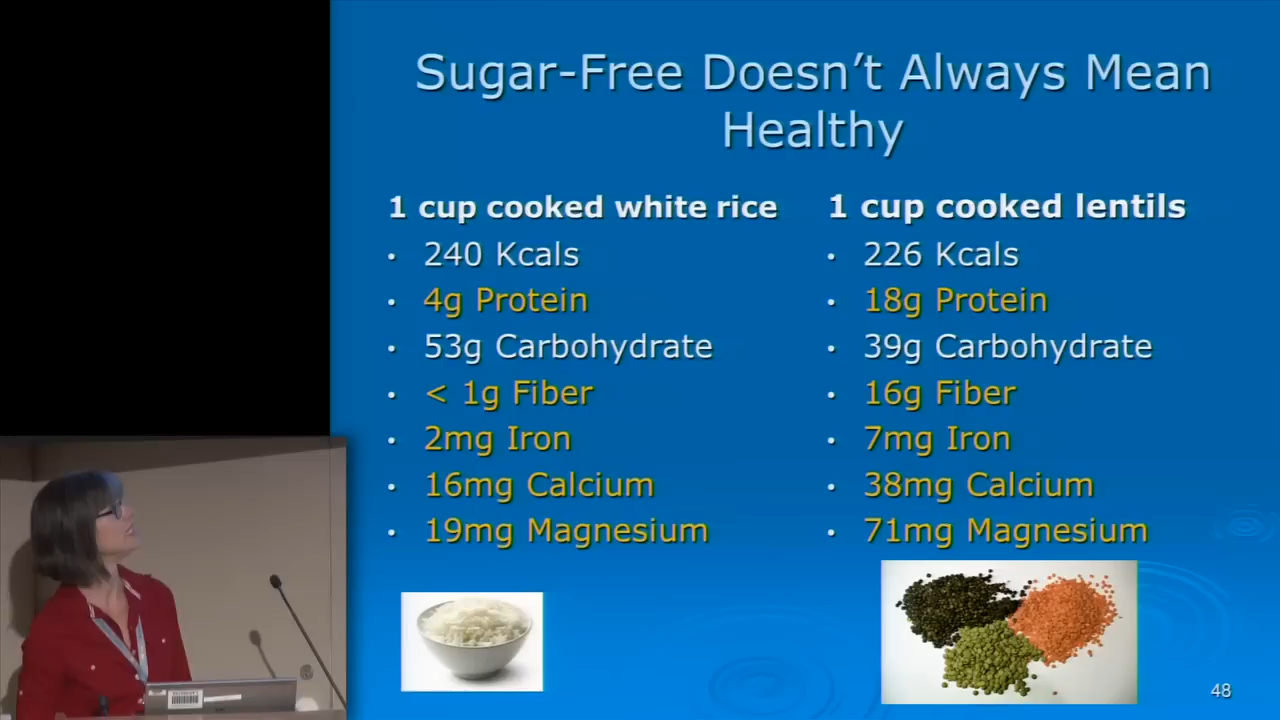 Sugar-Free Doesn't Always Mean
Healthy
1 cup cooked white rice
• 240 Kcals
• 4g Protein
• 53g Carbohydrate
• < 1g Fiber
• 2mg Iron
• 16mg Calcium
• 19mg Magnesium
1 cup cooked lentils
• 226 Kcals
• 18g Protein
• 39g Carbohydrate
• 16g Fiber
• 7mg Iron
• 38mg Calcium
• 71mg Magnesium
48